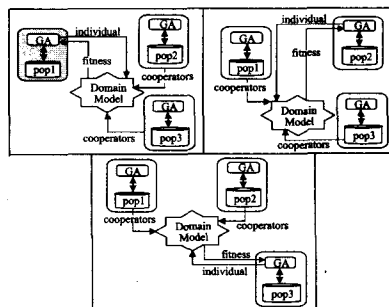 GA
individual
GA
pop1
fitness
pop2
cooperators
Domain
Model
cooperators
GA
pop3
GA
individual
GA
pop1
fitness
pop2
cooperators
Domain
Model
GA
cooperators
pop3
GA
GA
pop1
pop2
cooperators
cooperators
Domain
Model
fitness
GA
individual
pop3